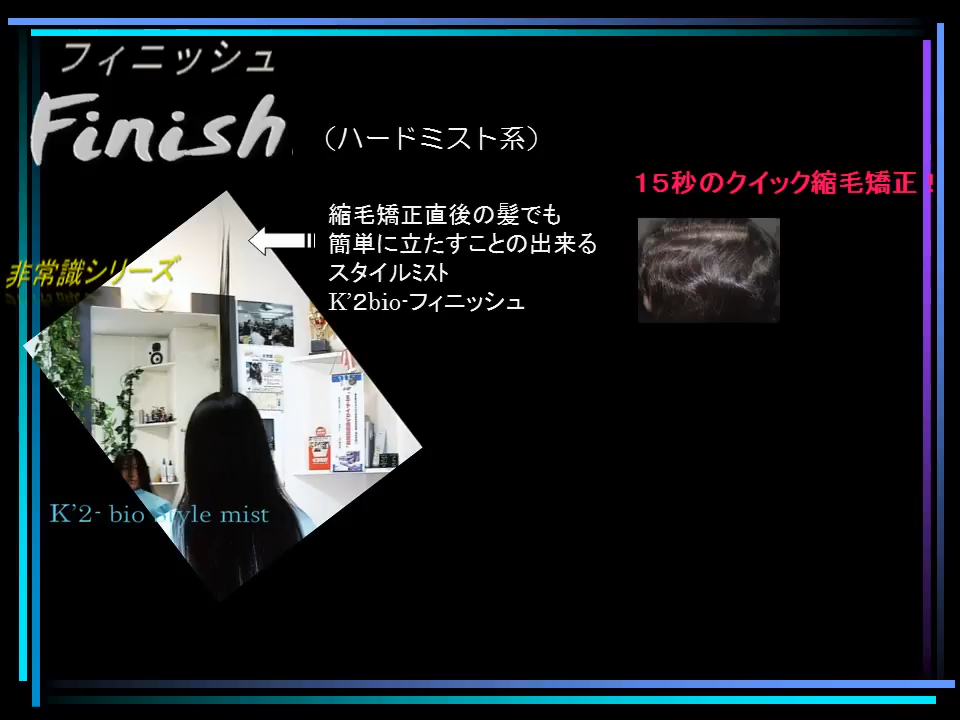 フィニッシュ
Finish
（ハードミスト系）
１５秒のクイック縮毛矯正！
縮毛矯正直後の髪でも
簡単に立たすことの出来る
スタイルﾐｽﾄ
K’２bio-フィニッシュ
非常識シリーズ
K’2- bio style mist